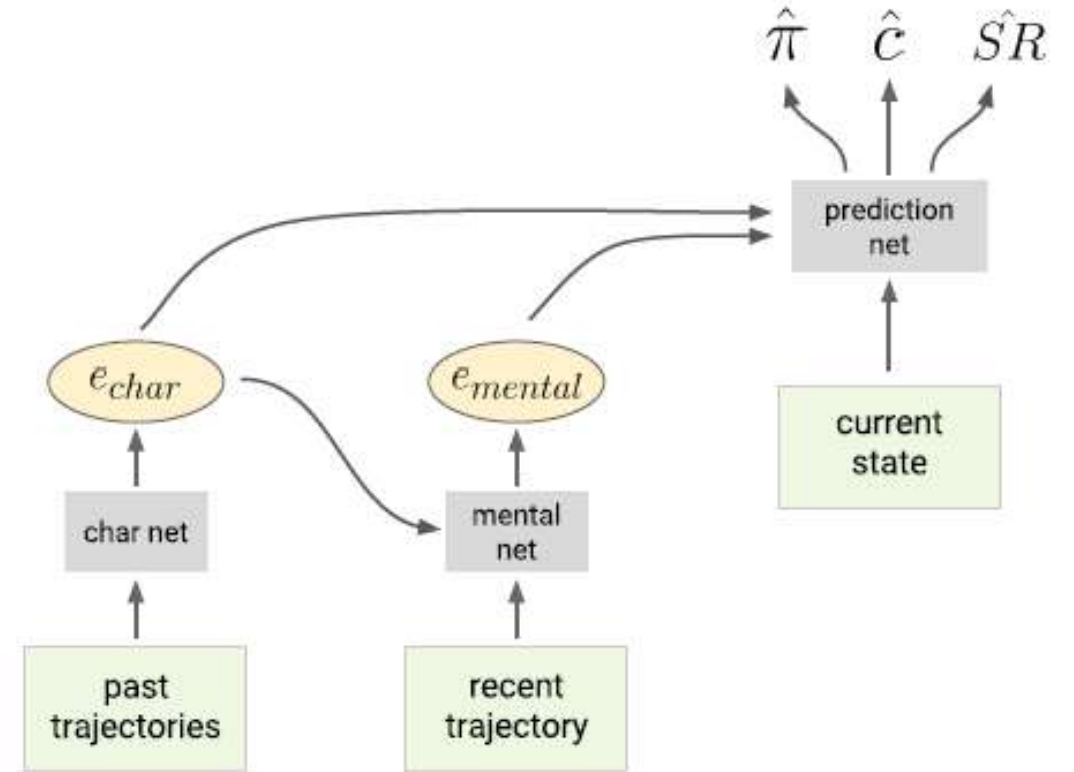 π̂ ĉ SR̂
prediction
net
e_char e_mental
current
state
char net
mental
net
past
trajectories
recent
trajectory